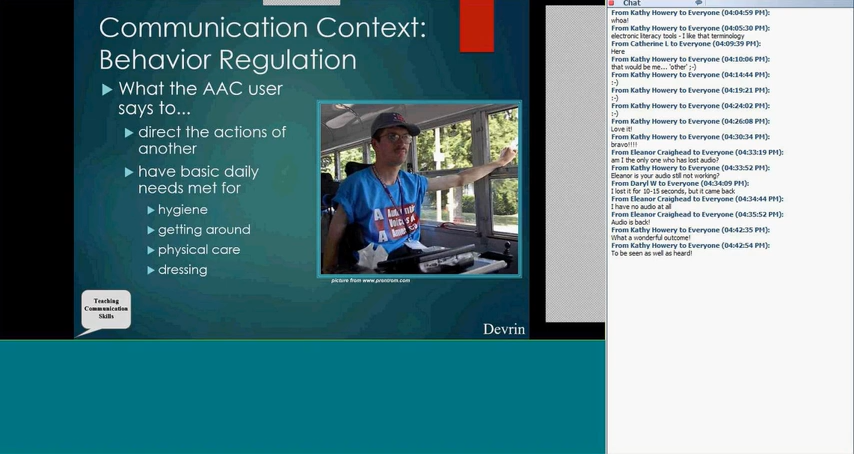 Communication Context:
Behavior Regulation
What the AAC user
says to...
direct the actions of
another
have basic daily
needs met for
hygiene
getting around
physical care
dressing
picture from www.prentrom.com
Teaching
Communication
Skills
Devrin
Chat
From Kathy Howery to Everyone (04:04:59 PM):
whoa!
From Kathy Howery to Everyone (04:05:30 PM):
electronic literacy tools - I like that terminology
From Catherine L to Everyone (04:09:39 PM):
Here
From Kathy Howery to Everyone (04:10:06 PM):
that would be me... 'other' ;-)
From Kathy Howery to Everyone (04:14:44 PM):
:-)
From Kathy Howery to Everyone (04:19:21 PM):
:-)
From Kathy Howery to Everyone (04:24:02 PM):
:-)
From Kathy Howery to Everyone (04:26:08 PM):
Love it!
From Kathy Howery to Everyone (04:30:34 PM):
bravo!!!!
From Eleanor Craighead to Everyone (04:33:19 PM):
am I the only one who has lost audio?
From Kathy Howery to Everyone (04:33:52 PM):
Eleanor is your audio still not working?
From Daryl W to Everyone (04:34:09 PM):
I lost it for 10-15 seconds, but it came back
From Eleanor Craighead to Everyone (04:34:44 PM):
I have no audio at all
From Eleanor Craighead to Everyone (04:35:52 PM):
Audio is back!
From Kathy Howery to Everyone (04:42:35 PM):
What a wonderful outcome!
From Kathy Howery to Everyone (04:42:54 PM):
To be seen as well as heard!